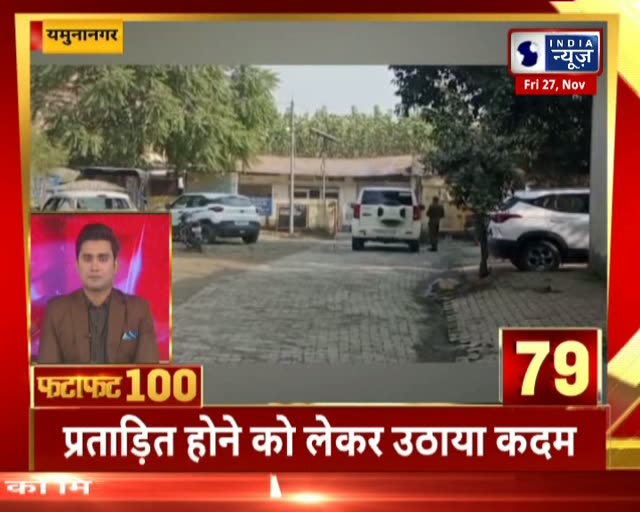 यमुनानगर
INDIA
न्यूज़
Fri 27, Nov
79
फटाफट 100
प्रताड़ित होने को लेकर उठाया कदम